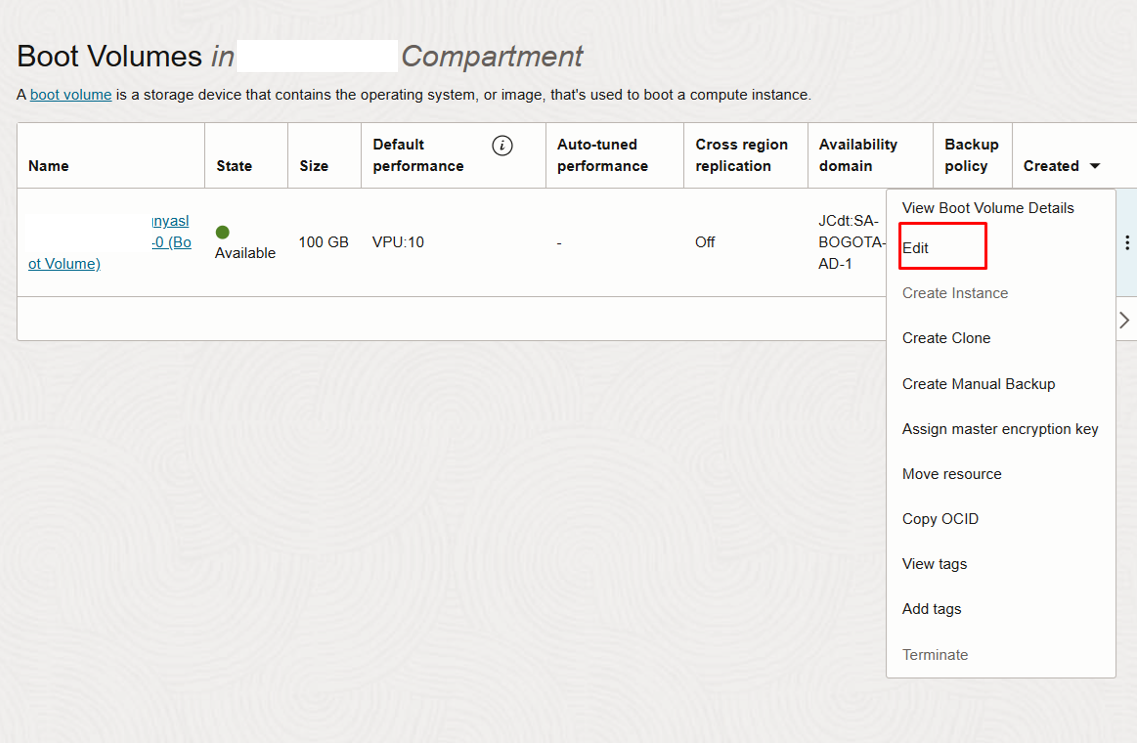 Boot Volumes in Compartment
A boot volume is a storage device that contains the operating system, or image, that's used to boot a compute instance.
Name
State
Size
Default
performance
Auto-tuned
performance
Cross region
replication
Availability
domain
Backup
policy
Created
nyasl
-0 (Bo
ot Volume)
Available
100 GB
VPU:10
-
Off
JCdt:SA-
BOGOTA-
AD-1
View Boot Volume Details
Edit
Create Instance
Create Clone
Create Manual Backup
Assign master encryption key
Move resource
Copy OCID
View tags
Add tags
Terminate